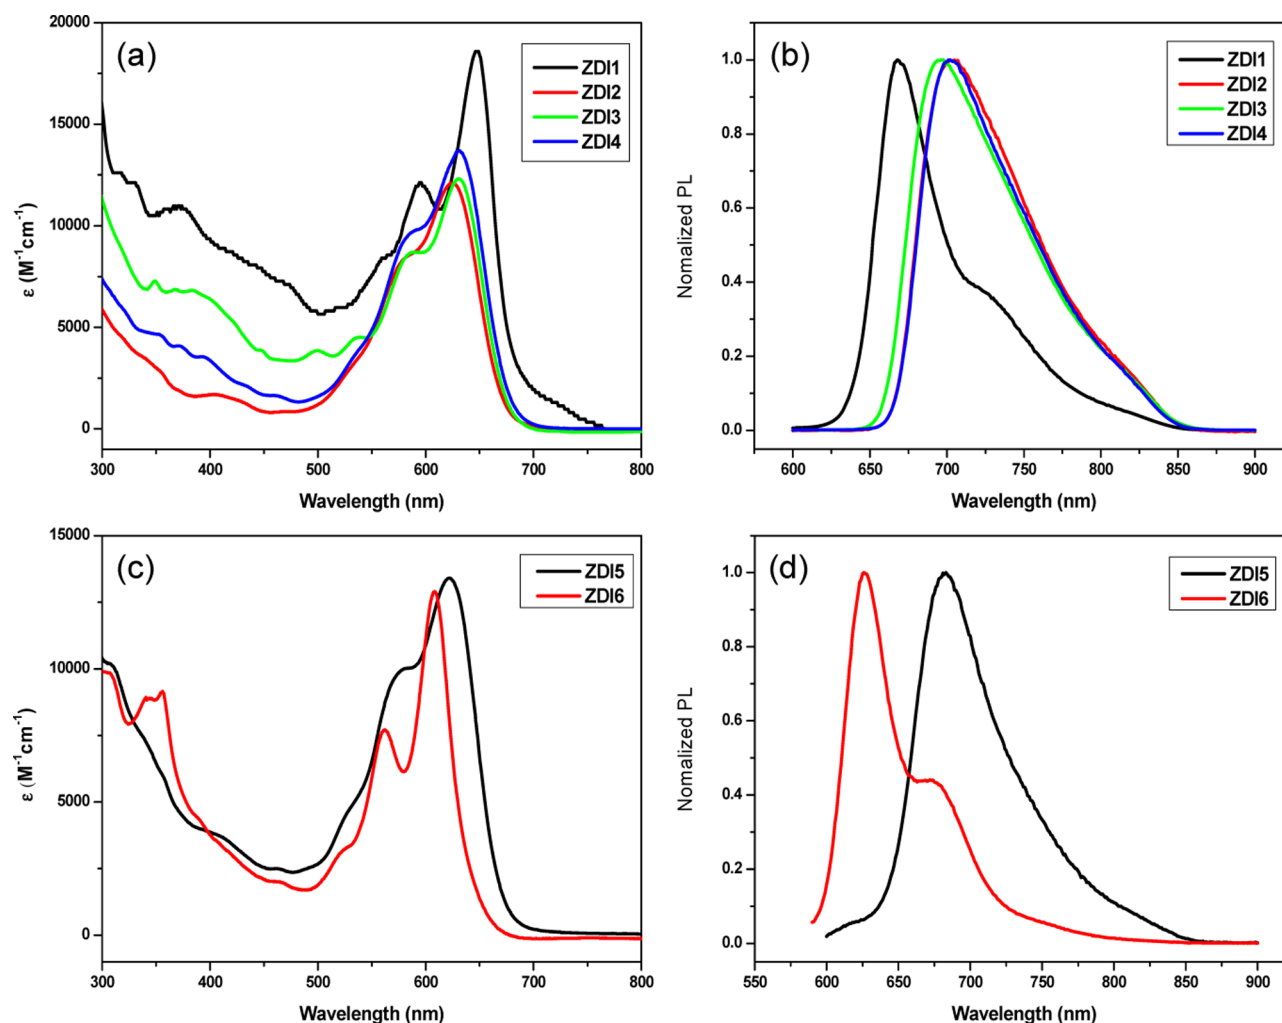 (a)
ZDI1
ZDI2
ZDI3
ZDI4
20000
15000
10000
5000
0
ε (M⁻¹cm⁻¹)
300 400 500 600 700 800
Wavelength (nm)
(b)
ZDI1
ZDI2
ZDI3
ZDI4
1.0
0.8
0.6
0.4
0.2
0.0
Nomalized PL
600 650 700 750 800 850 900
Wavelength (nm)
(c)
ZDI5
ZDI6
15000
10000
5000
0
ε (M⁻¹cm⁻¹)
300 400 500 600 700 800
Wavelength (nm)
(d)
ZDI5
ZDI6
1.0
0.8
0.6
0.4
0.2
0.0
Nomalized PL
550 600 650 700 750 800 850 900
Wavelength (nm)